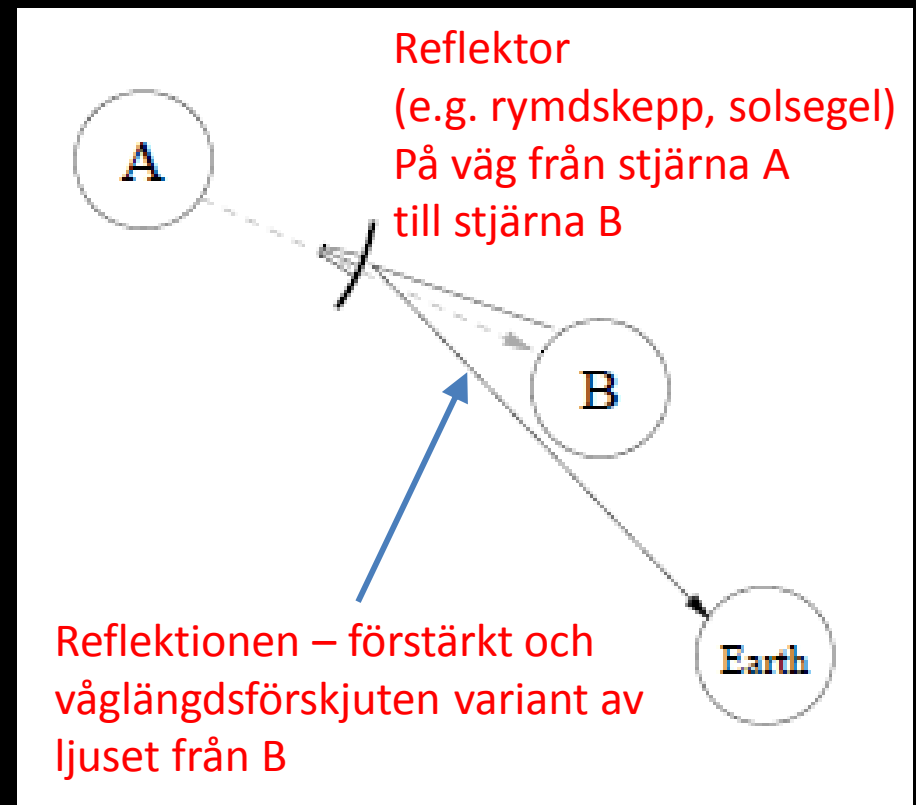 Reflektor
(e.g. rymdskepp, solsegel)
På väg från stjärna A
till stjärna B
A
B
Earth
Reflektionen – förstärkt och
våglängdsförskjuten variant av
ljuset från B